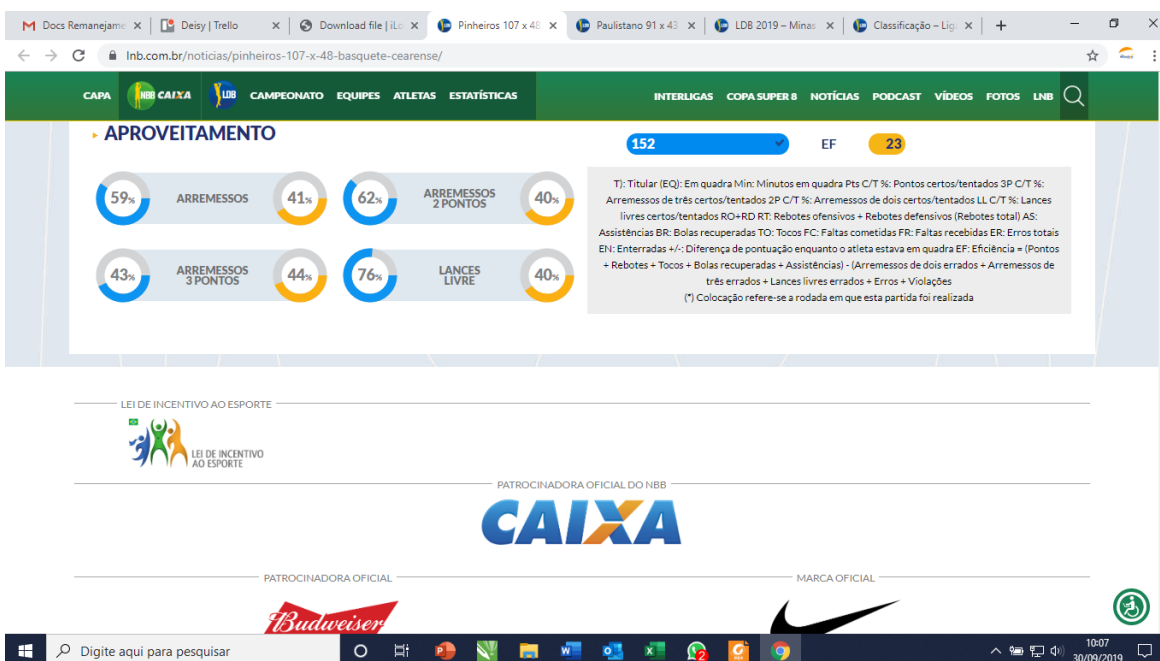 Docs Remanejame
Deisy | Trello
Download file | iLo
Pinheiros 107 x 48
Paulistano 91 x 43
LDB 2019 – Minas
Classificação – Lig
lnb.com.br/noticias/pinheiros-107-x-48-basquete-cearense/
CAPA NBB CAIXA LDB CAMPEONATO EQUIPES ATLETAS ESTATÍSTICAS INTERLIGAS COPA SUPER 8 NOTÍCIAS PODCAST VÍDEOS FOTOS LNB
APROVEITAMENTO
152 EF 23
59% ARREMESSOS 41%
62% ARREMESSOS 2 PONTOS 40%
43% ARREMESSOS 3 PONTOS 44%
76% LANCES LIVRE 40%
T): Titular (EQ): Em quadra Min: Minutos em quadra Pts C/T %: Pontos certos/tentados 3P C/T %:
Arremessos de três certos/tentados 2P C/T %: Arremessos de dois certos/tentados LL C/T %: Lances
livres certos/tentados RO+RD RT: Rebotes ofensivos + Rebotes defensivos (Rebotes total) AS:
Assistências BR: Bolas recuperadas TO: Tocos FC: Faltas cometidas FR: Faltas recebidas ER: Erros totais
EN: Enterradas +/-: Diferença de pontuação enquanto o atleta estava em quadra EF: Eficiência = (Pontos
+ Rebotes + Tocos + Bolas recuperadas + Assistências) - (Arremessos de dois errados + Arremessos de
três errados + Lances livres errados + Erros + Violações
(*) Colocação refere-se a rodada em que esta partida foi realizada
LEI DE INCENTIVO AO ESPORTE
LEI DE INCENTIVO
AO ESPORTE
PATROCINADORA OFICIAL DO NBB
CAIXA
PATROCINADORA OFICIAL
MARCA OFICIAL
Budweiser
Digite aqui para pesquisar
2
10:07
30/09/2019